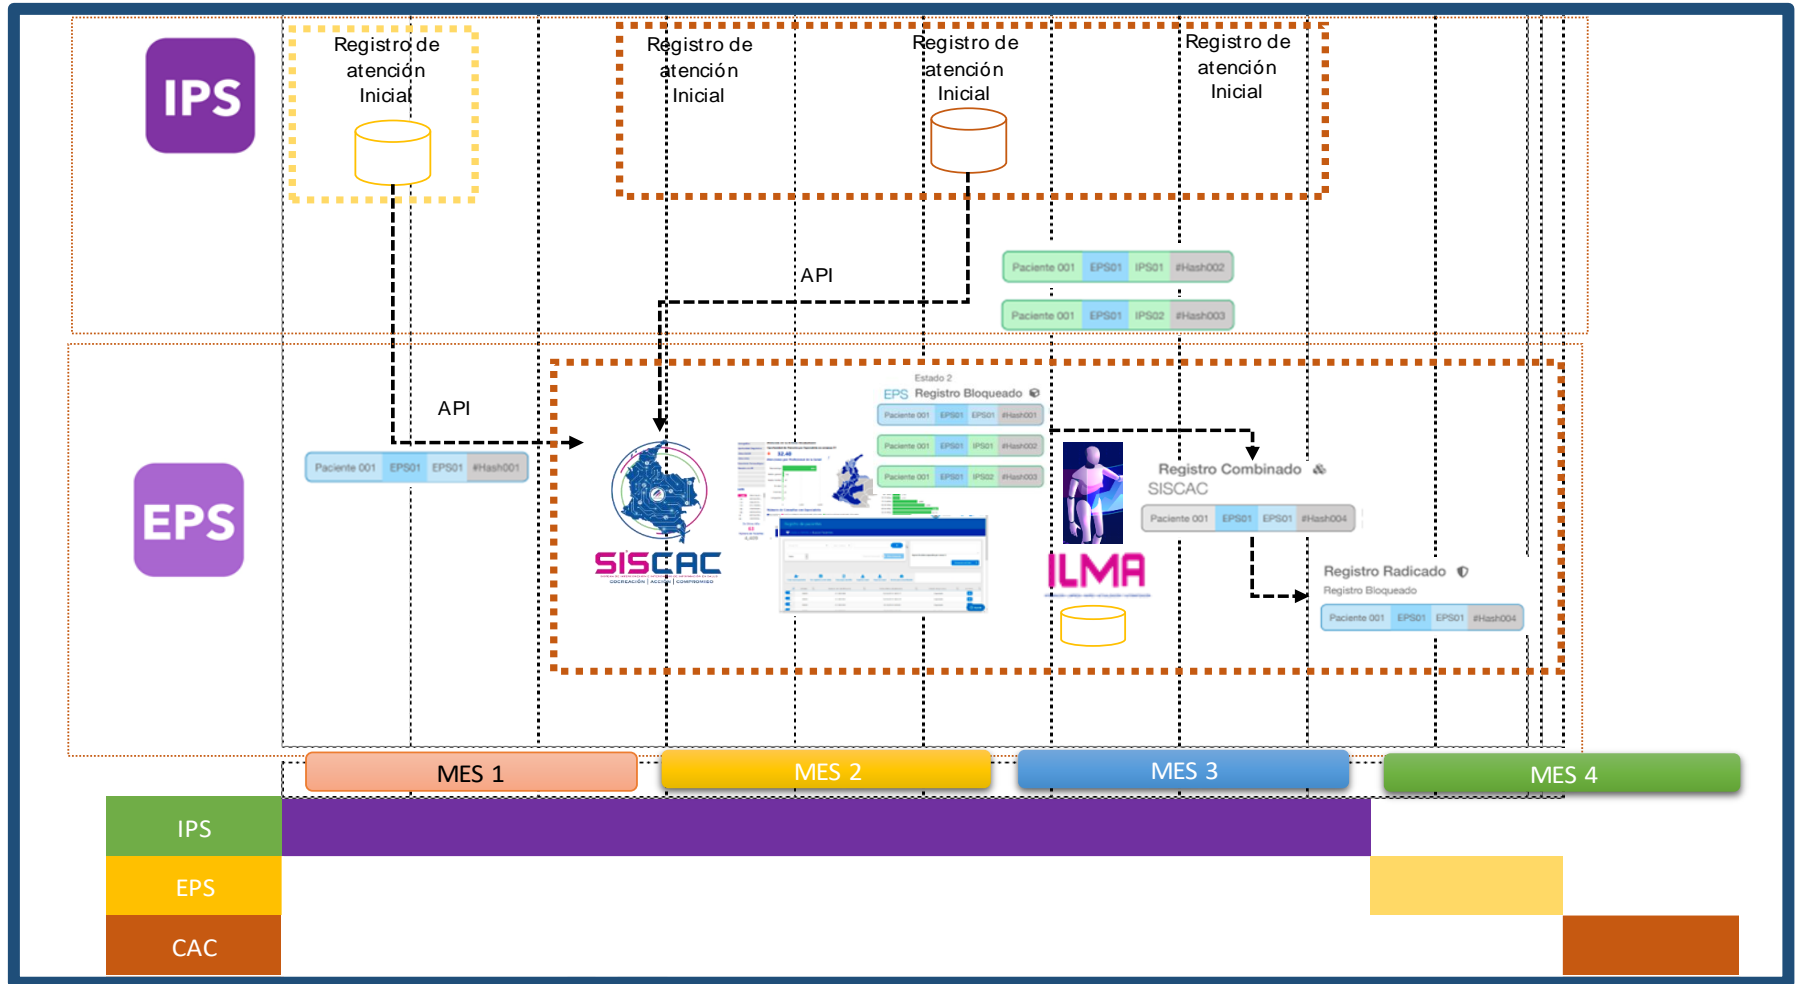 IPS
Registro de
atención
Inicial
Registro de
atención
Inicial
Registro de
atención
Inicial
Registro de
atención
Inicial
API
Paciente 001 EPS01 IPS01 #Hash002
Paciente 001 EPS01 IPS02 #Hash003
EPS
API
Paciente 001 EPS01 EPS01 #Hash001
SISCAC
COCREACIÓN | ACCIÓN | COMPROMISO
Estado 2
EPS Registro Bloqueado
Paciente 001 EPS01 EPS01 #Hash001
Paciente 001 EPS01 IPS01 #Hash002
Paciente 001 EPS01 IPS02 #Hash003
ILMA
Registro Combinado
SISCAC
Paciente 001 EPS01 EPS01 #Hash004
Registro Radicado
Registro Bloqueado
Paciente 001 EPS01 EPS01 #Hash004
MES 1
MES 2
MES 3
MES 4
IPS
EPS
CAC